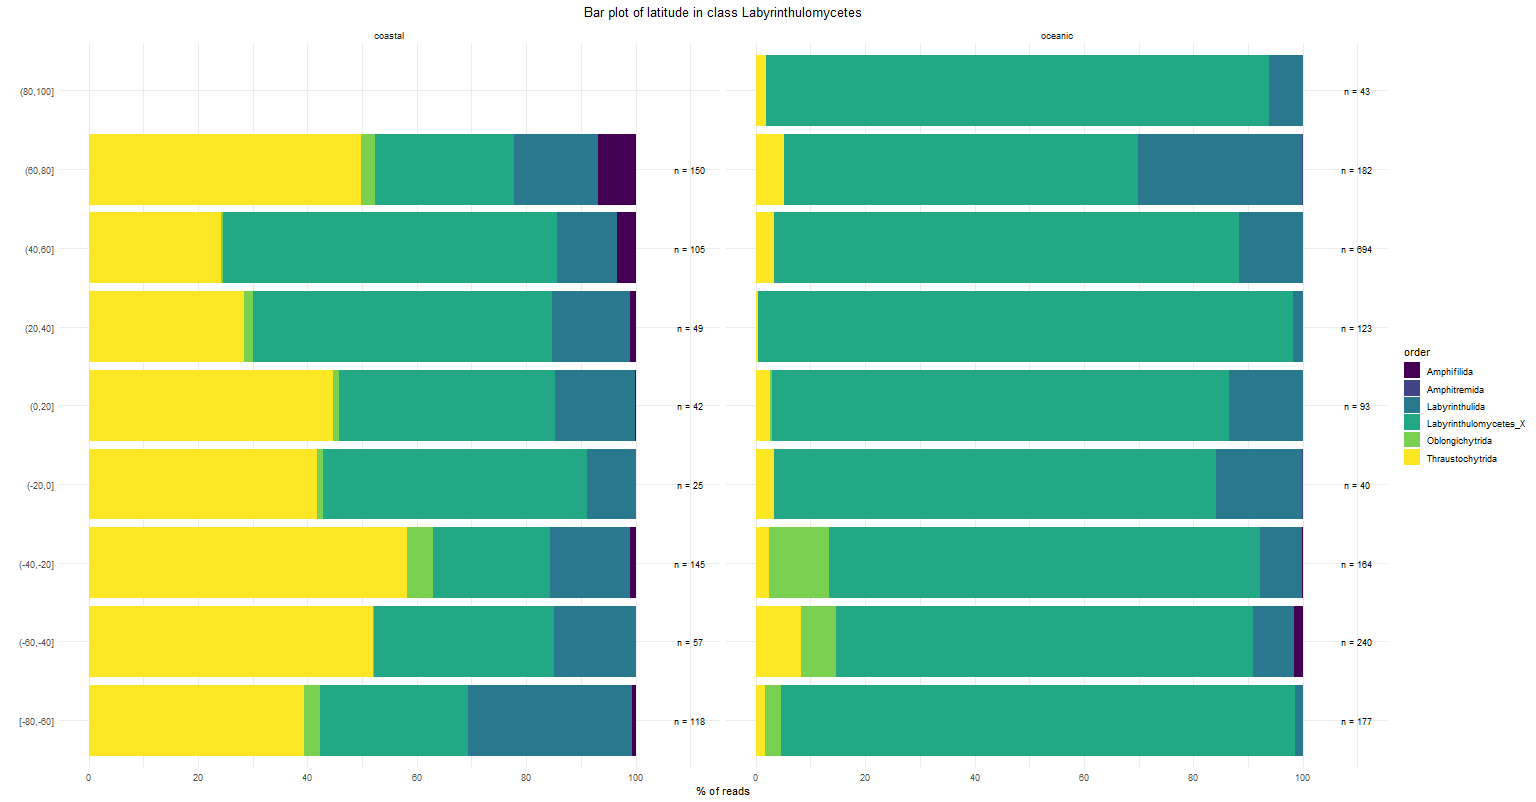 Bar plot of latitude in class Labyrinthulomycetes
coastal
oceanic
(80,100]
n = 43
(60,80]
n = 150
n = 182
(40,60]
n = 105
n = 694
(20,40]
n = 49
n = 123
(0,20]
n = 42
n = 93
(-20,0]
n = 25
n = 40
(-40,-20]
n = 145
n = 164
(-60,-40]
n = 57
n = 240
[-80,-60]
n = 118
n = 177
0 20 40 60 80 100
0 20 40 60 80 100
% of reads
order
Amphifilida
Amphitremida
Labyrinthulida
Labyrinthulomycetes_X
Oblongichytrida
Thraustochytrida